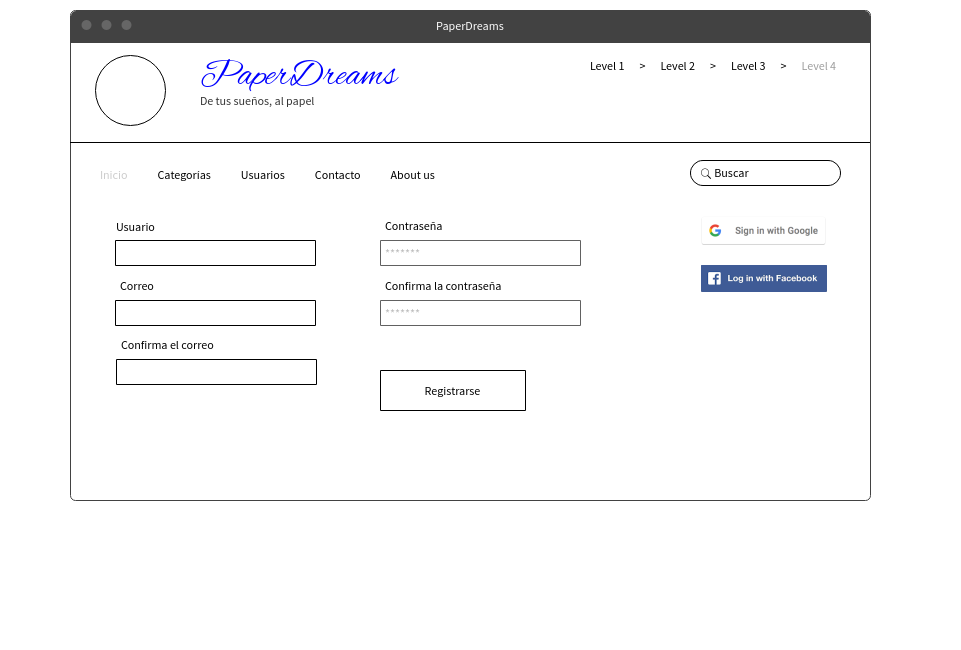 PaperDreams
PaperDreams
De tus sueños, al papel
Level 1 > Level 2 > Level 3 > Level 4
Inicio Categorías Usuarios Contacto About us
Buscar
Usuario
Contraseña
*******
Correo
Confirma la contraseña
*******
Confirma el correo
Registrarse
Sign in with Google
Log in with Facebook